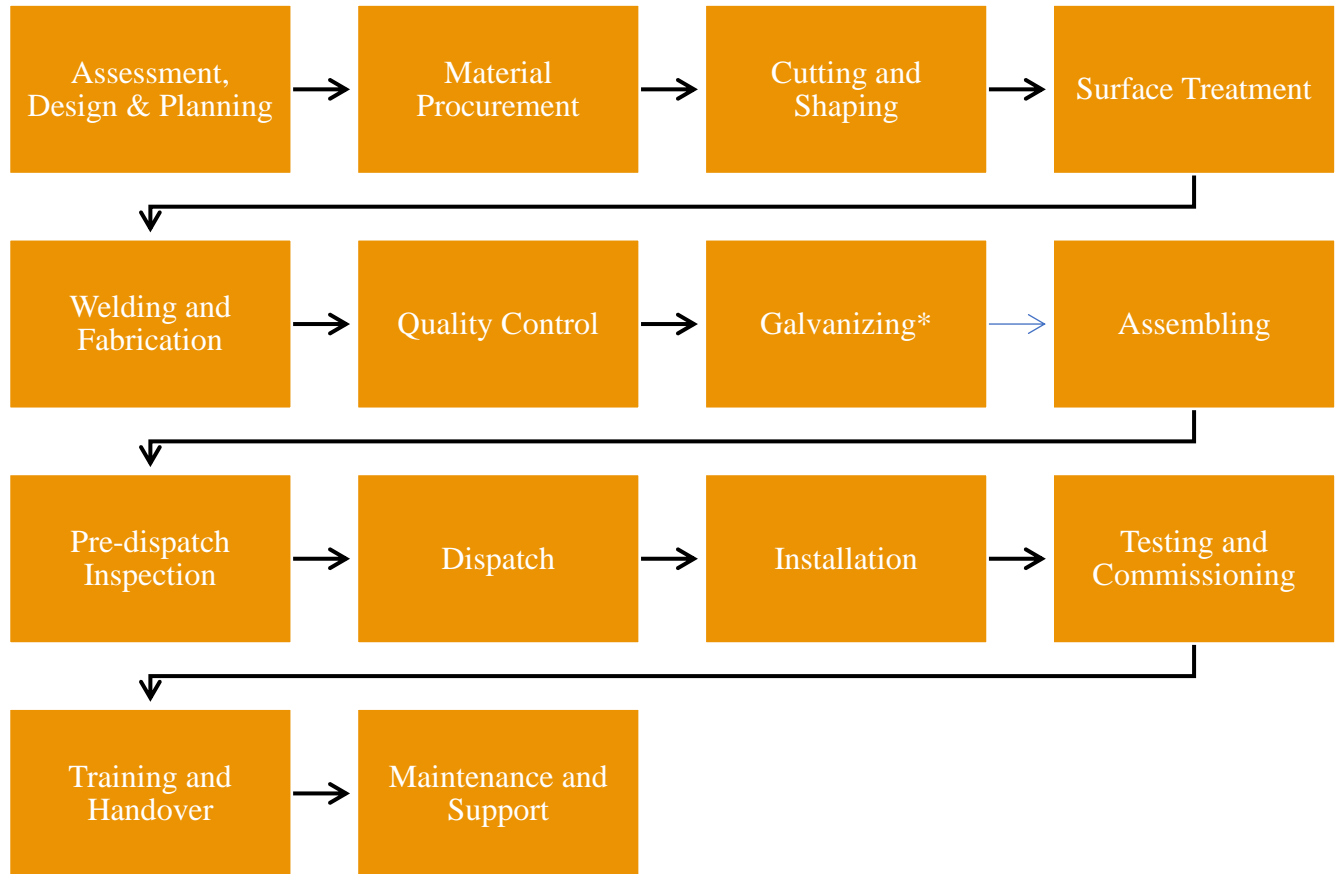 Assessment,
Design & Planning
Material
Procurement
Cutting and
Shaping
Surface Treatment
Welding and
Fabrication
Quality Control
Galvanizing*
Assembling
Pre-dispatch
Inspection
Dispatch
Installation
Testing and
Commissioning
Training and
Handover
Maintenance and
Support